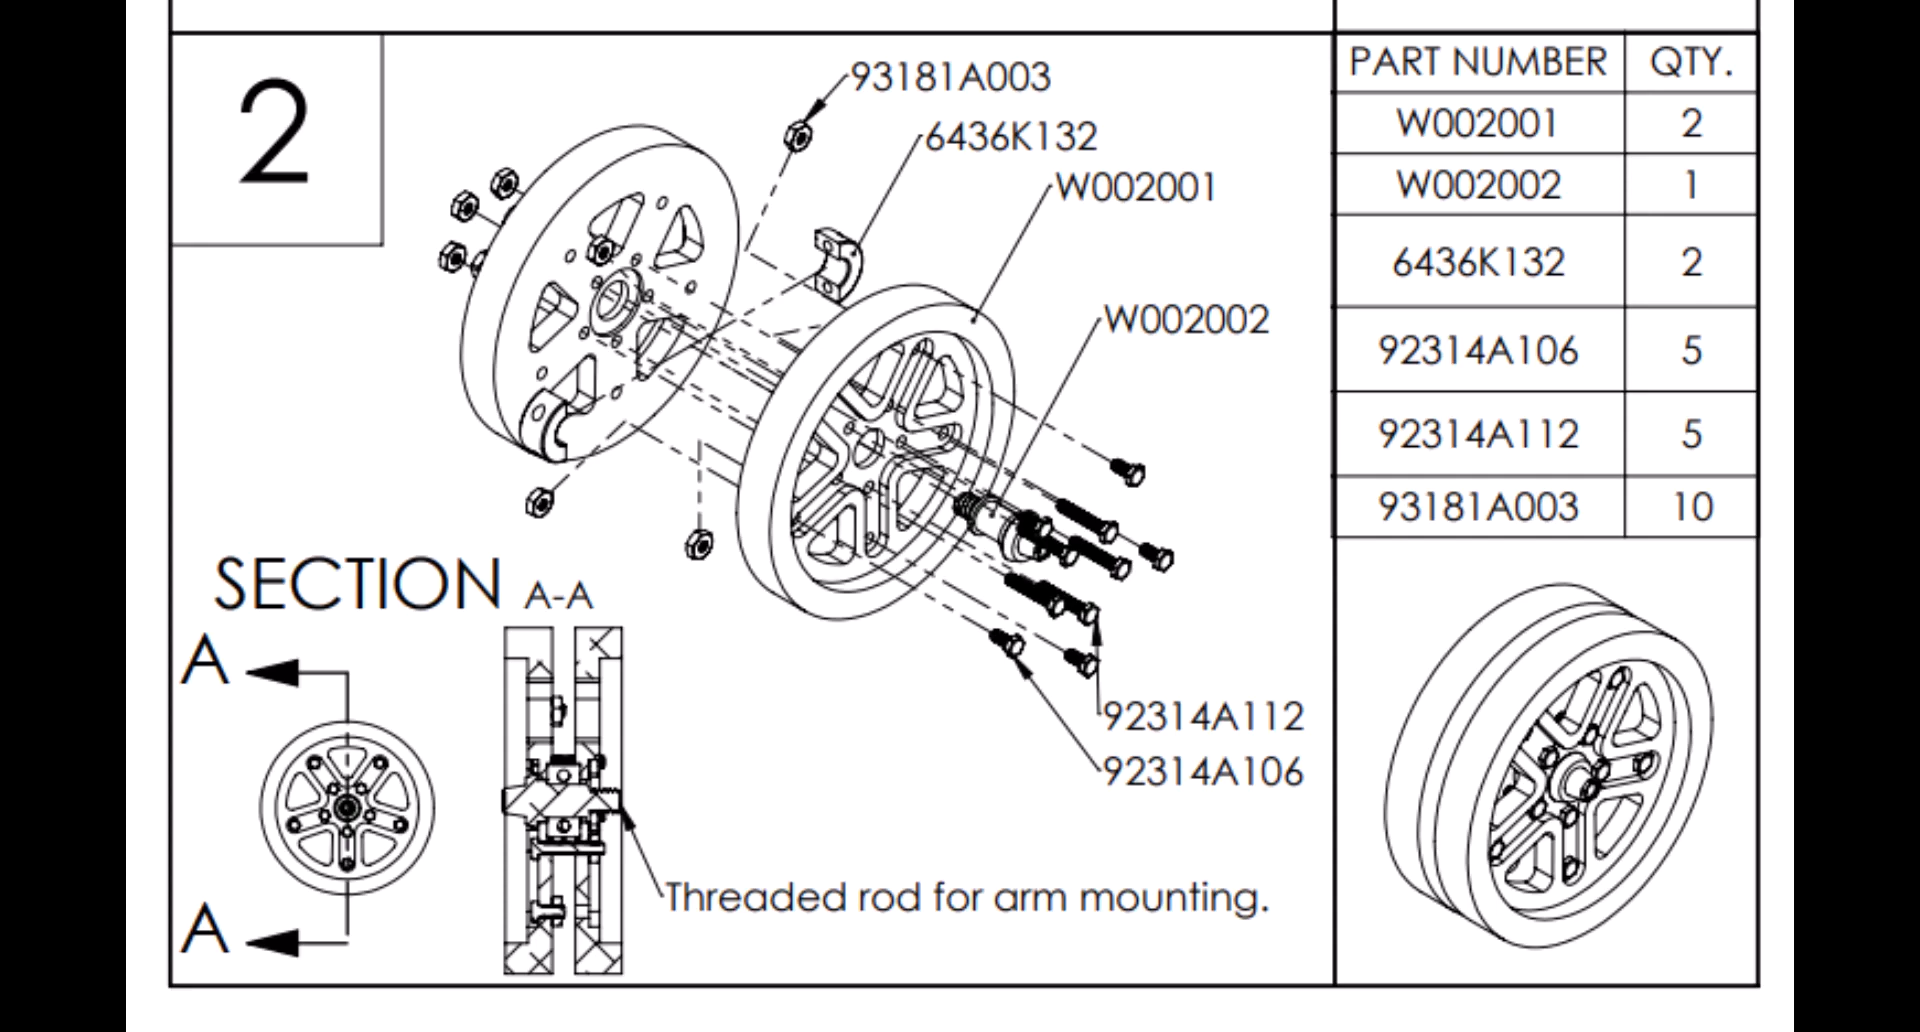 2
93181A003
6436K132
W002001
W002002
92314A112
92314A106
SECTION A-A
A
A
Threaded rod for arm mounting.
PART NUMBER QTY.
W002001 2
W002002 1
6436K132 2
92314A106 5
92314A112 5
93181A003 10